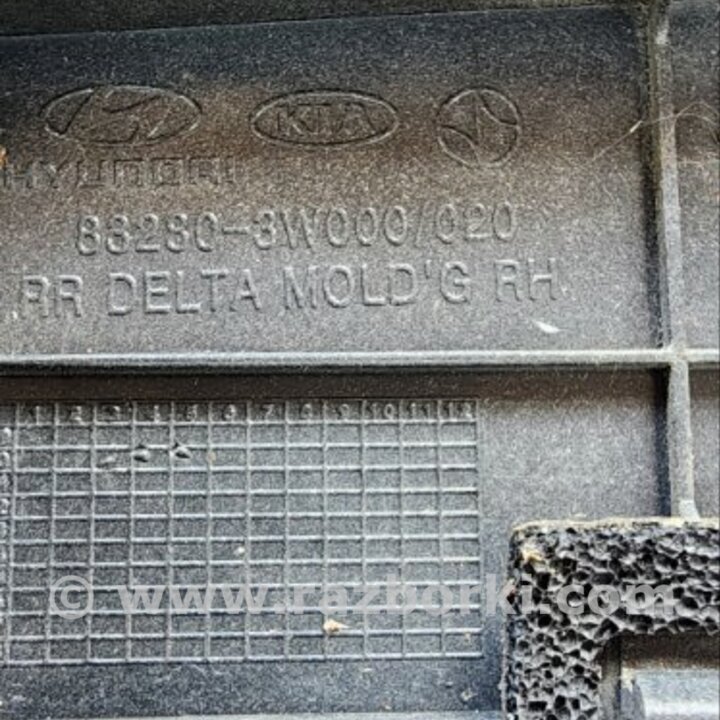 KIA
HYUNDAI
83280-3W000/020
RR DELTA MOLD'G RH
1 2 3 4 5 6 7 8 9 10 11 12
© www.razborki.com